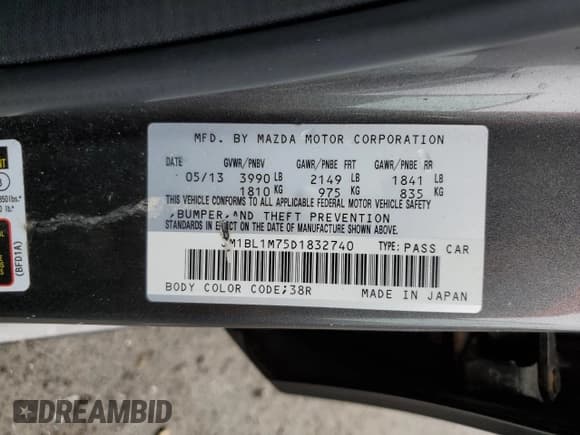 MFD. BY MAZDA MOTOR CORPORATION
DATE GVWR/PNBV GAWR/PNBE FRT GAWR/PNBE RR
05/13 3990 LB 2149 LB 1841 LB
1810 KG 975 KG 835 KG
THIS VEHICLE CONFORMS TO ALL APPLICABLE FEDERAL MOTOR VEHICLE SAFETY
,BUMPER,AND THEFT PREVENTION
STANDARDS IN EFFECT ON THE DATE OF MANUFACTURE SHOWN ABOVE.
M1BL1M75D1832740 TYPE: PASS CAR
BODY COLOR CODE;38R MADE IN JAPAN
(BFD1A)
DREAMBID